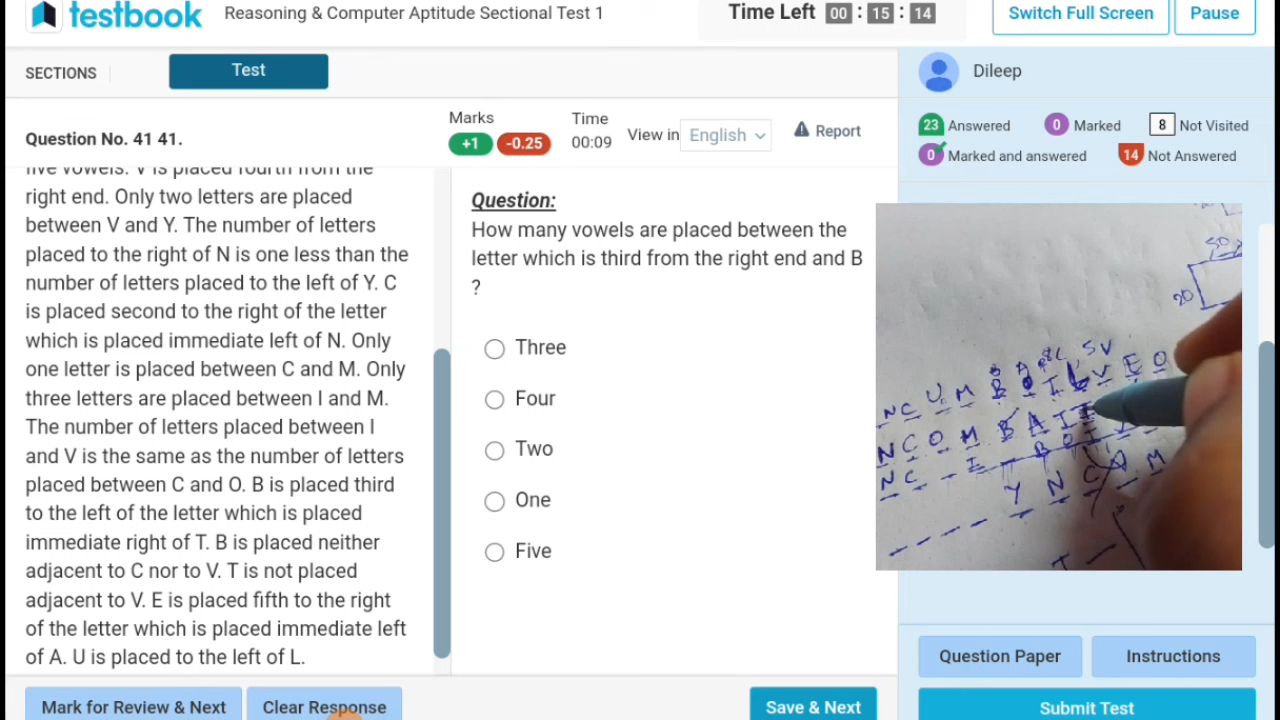 testbook
Reasoning & Computer Aptitude Sectional Test 1
Time Left 00 : 15 : 14
Switch Full Screen
Pause
SECTIONS
Test
Dileep
Question No. 41 41.
Marks
+1 -0.25
Time
00:09
View in English
Report
23 Answered
0 Marked
8 Not Visited
0 Marked and answered
14 Not Answered
five vowels. V is placed fourth from the
right end. Only two letters are placed
between V and Y. The number of letters
placed to the right of N is one less than the
number of letters placed to the left of Y. C
is placed second to the right of the letter
which is placed immediate left of N. Only
one letter is placed between C and M. Only
three letters are placed between I and M.
The number of letters placed between I
and V is the same as the number of letters
placed between C and O. B is placed third
to the left of the letter which is placed
immediate right of T. B is placed neither
adjacent to C nor to V. T is not placed
adjacent to V. E is placed fifth to the right
of the letter which is placed immediate left
of A. U is placed to the left of L.
Question:
How many vowels are placed between the
letter which is third from the right end and B
?
Three
Four
Two
One
Five
N C U M B
V E O
N C O M B A I
N C I
Y N C
M
20
Mark for Review & Next
Clear Response
Save & Next
Question Paper
Instructions
Submit Test